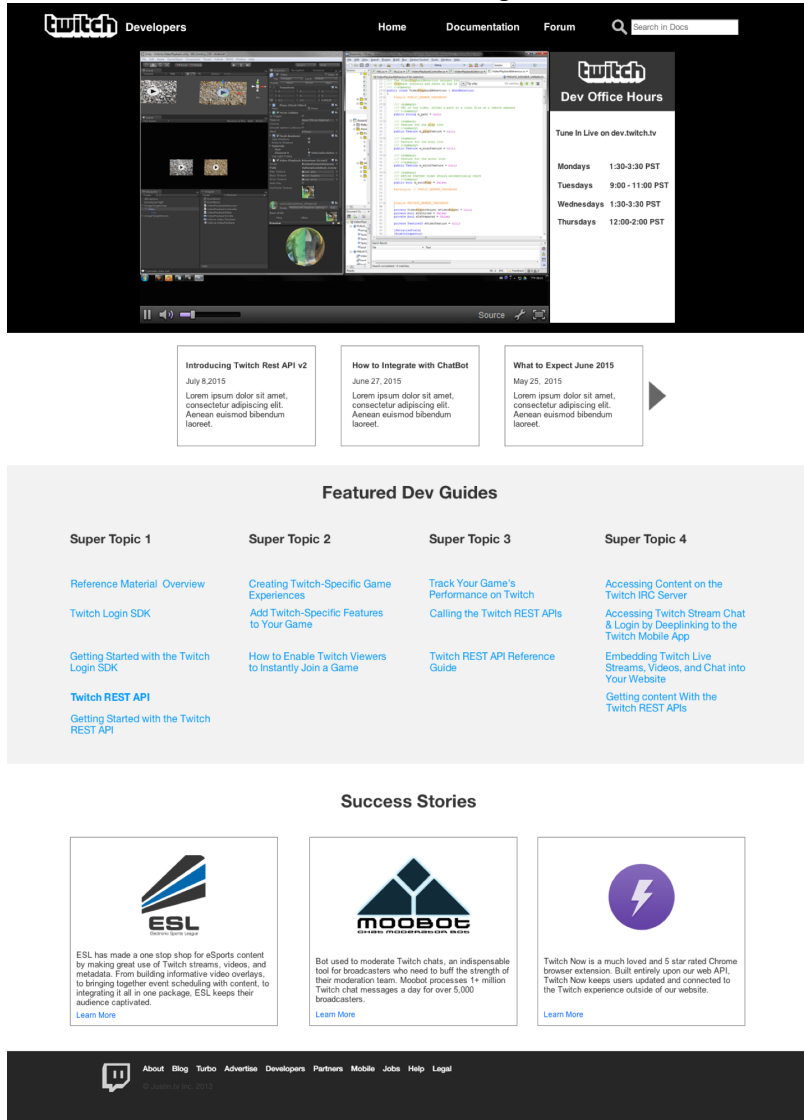 twitch Developers
Home Documentation Forum
Search in Docs
twitch
Dev Office Hours
Tune In Live on dev.twitch.tv
Mondays 1:30-3:30 PST
Tuesdays 9:00 - 11:00 PST
Wednesdays 1:30-3:30 PST
Thursdays 12:00-2:00 PST
Source
Introducing Twitch Rest API v2
July 8,2015
Lorem ipsum dolor sit amet,
consectetur adipiscing elit.
Aenean euismod bibendum
laoreet.
How to Integrate with ChatBot
June 27, 2015
Lorem ipsum dolor sit amet,
consectetur adipiscing elit.
Aenean euismod bibendum
laoreet.
What to Expect June 2015
May 25, 2015
Lorem ipsum dolor sit amet,
consectetur adipiscing elit.
Aenean euismod bibendum
laoreet.
Featured Dev Guides
Super Topic 1
Reference Material Overview
Twitch Login SDK
Getting Started with the Twitch
Login SDK
Twitch REST API
Getting Started with the Twitch
REST API
Super Topic 2
Creating Twitch-Specific Game
Experiences
Add Twitch-Specific Features
to Your Game
How to Enable Twitch Viewers
to Instantly Join a Game
Super Topic 3
Track Your Game's
Performance on Twitch
Calling the Twitch REST APIs
Twitch REST API Reference
Guide
Super Topic 4
Accessing Content on the
Twitch IRC Server
Accessing Twitch Stream Chat
& Login by Deeplinking to the
Twitch Mobile App
Embedding Twitch Live
Streams, Videos, and Chat into
Your Website
Getting content With the
Twitch REST APIs
Success Stories
ESL
Electronic Sports League
ESL has made a one stop shop for eSports content
by making great use of Twitch streams, videos, and
metadata. From building informative video overlays,
to bringing together event scheduling with content, to
integrating it all in one package, ESL keeps their
audience captivated.
Learn More
MOOBOT
CHAT MODERATOR BOT
Bot used to moderate Twitch chats, an indispensable
tool for broadcasters who need to buff the strength of
their moderation team. Moobot processes 1+ million
Twitch chat messages a day for over 5,000
broadcasters.
Learn More
Twitch Now is a much loved and 5 star rated Chrome
browser extension. Built entirely upon our web API,
Twitch Now keeps users updated and connected to
the Twitch experience outside of our website.
Learn More
About Blog Turbo Advertise Developers Partners Mobile Jobs Help Legal
© Justin.tv Inc. 2015